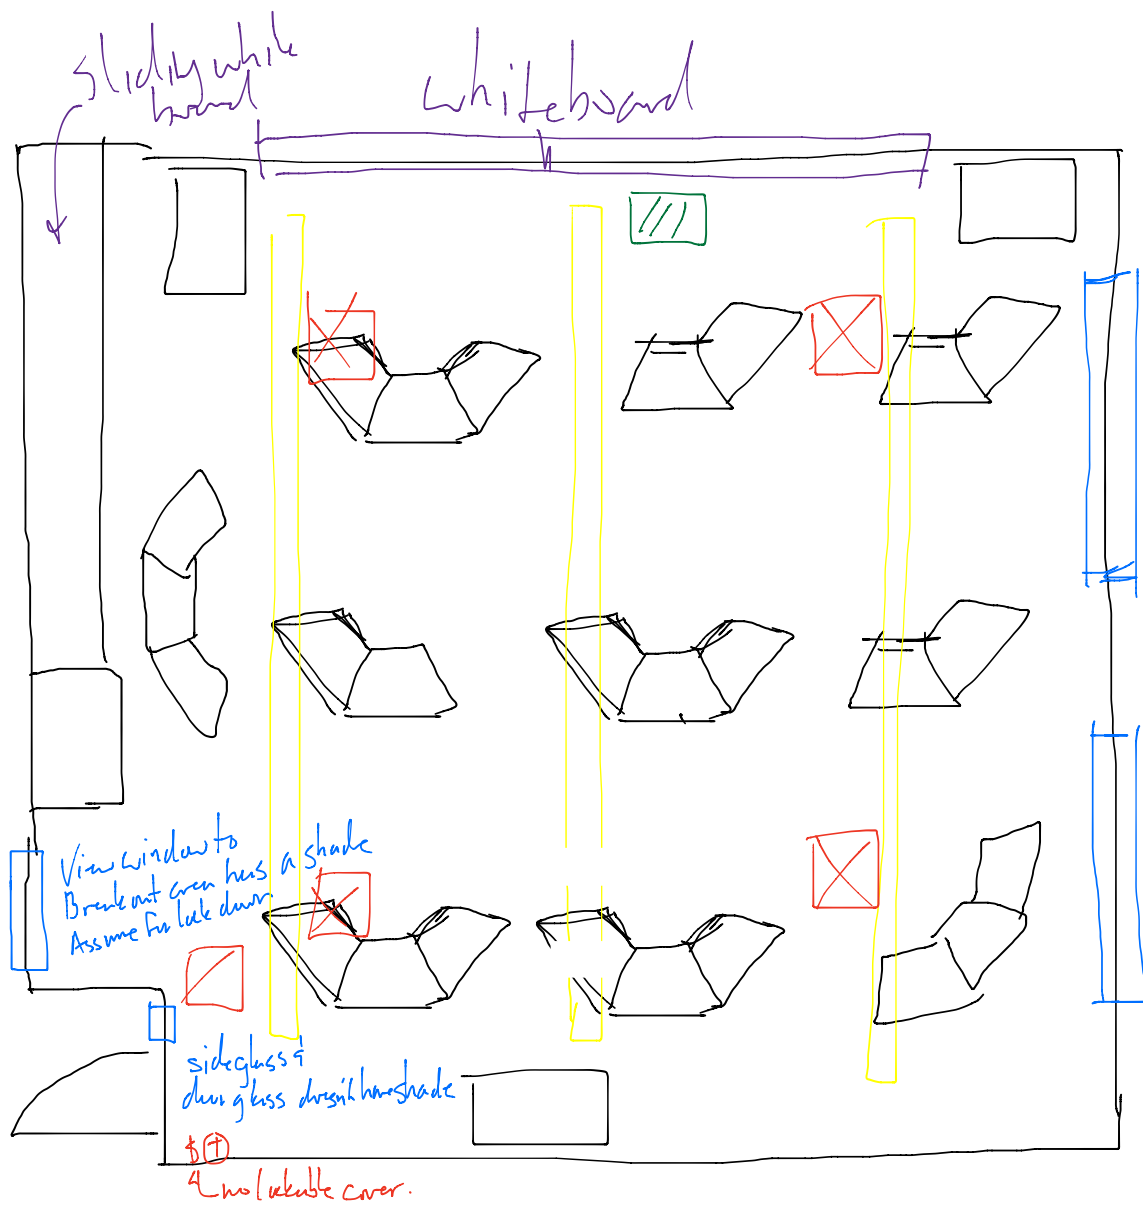 sliding white
board
whiteboard
View window to
Breakout area has a shade
Assume for lock down.
sideglass &
door glass doesn't have shade
$ T
no lockable cover.